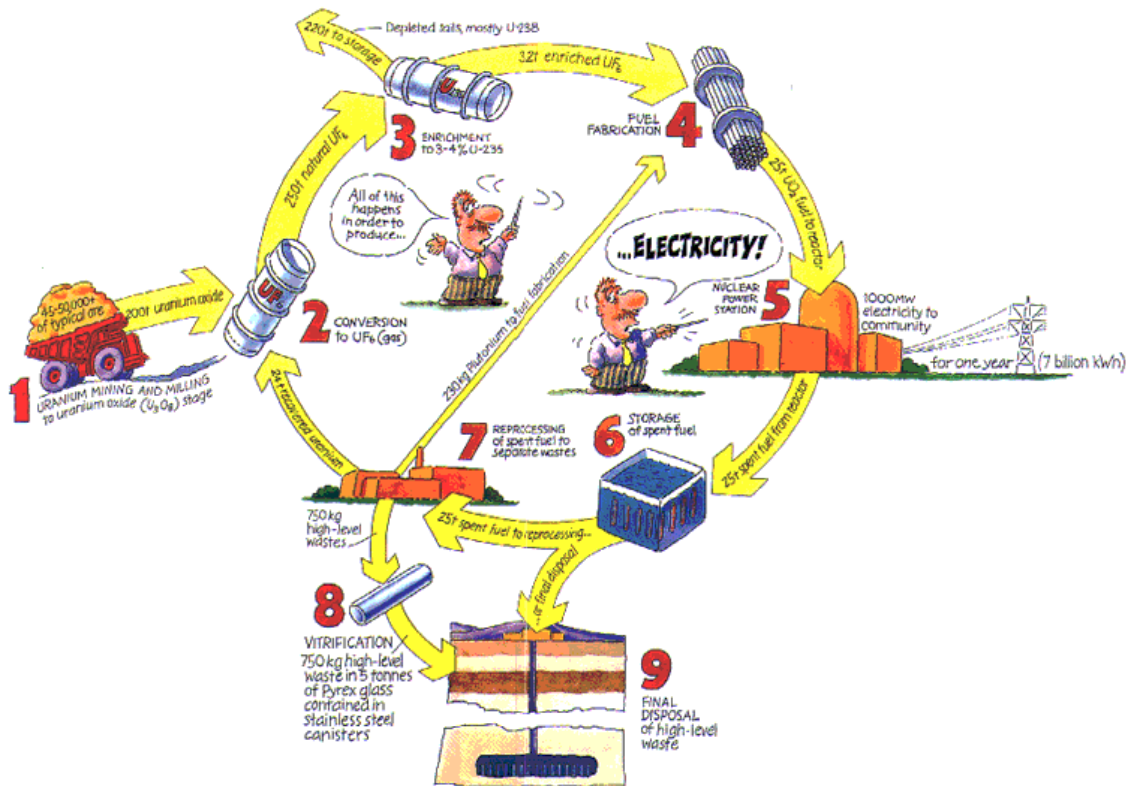 220t to storage
Depleted tails, mostly U-238
32t enriched UF₆
3
ENRICHMENT
to 3-4% U-235
4
FUEL
FABRICATION
250t natural UF₆
25t UO₂ fuel to reactor
All of this
happens
in order to
produce...
...ELECTRICITY!
230 kg Plutonium to fuel fabrication
UF₆
2
CONVERSION
to UF₆ (gas)
45-50,000t
of typical ore
200t uranium oxide
1
URANIUM MINING AND MILLING
to uranium oxide (U₃O₈) stage
5
NUCLEAR
POWER
STATION
1000MW
electricity to
community
for one year
(7 billion kWh)
24t recovered uranium
7
REPROCESSING
of spent fuel to
separate wastes
6
STORAGE
of spent fuel
25t spent fuel from reactor
750 kg
high-level
wastes
25t spent fuel to reprocessing...
...or final disposal
8
VITRIFICATION
750 kg high-level
waste in 5 tonnes
of Pyrex glass
contained in
stainless steel
canisters
9
FINAL
DISPOSAL
of high-level
waste